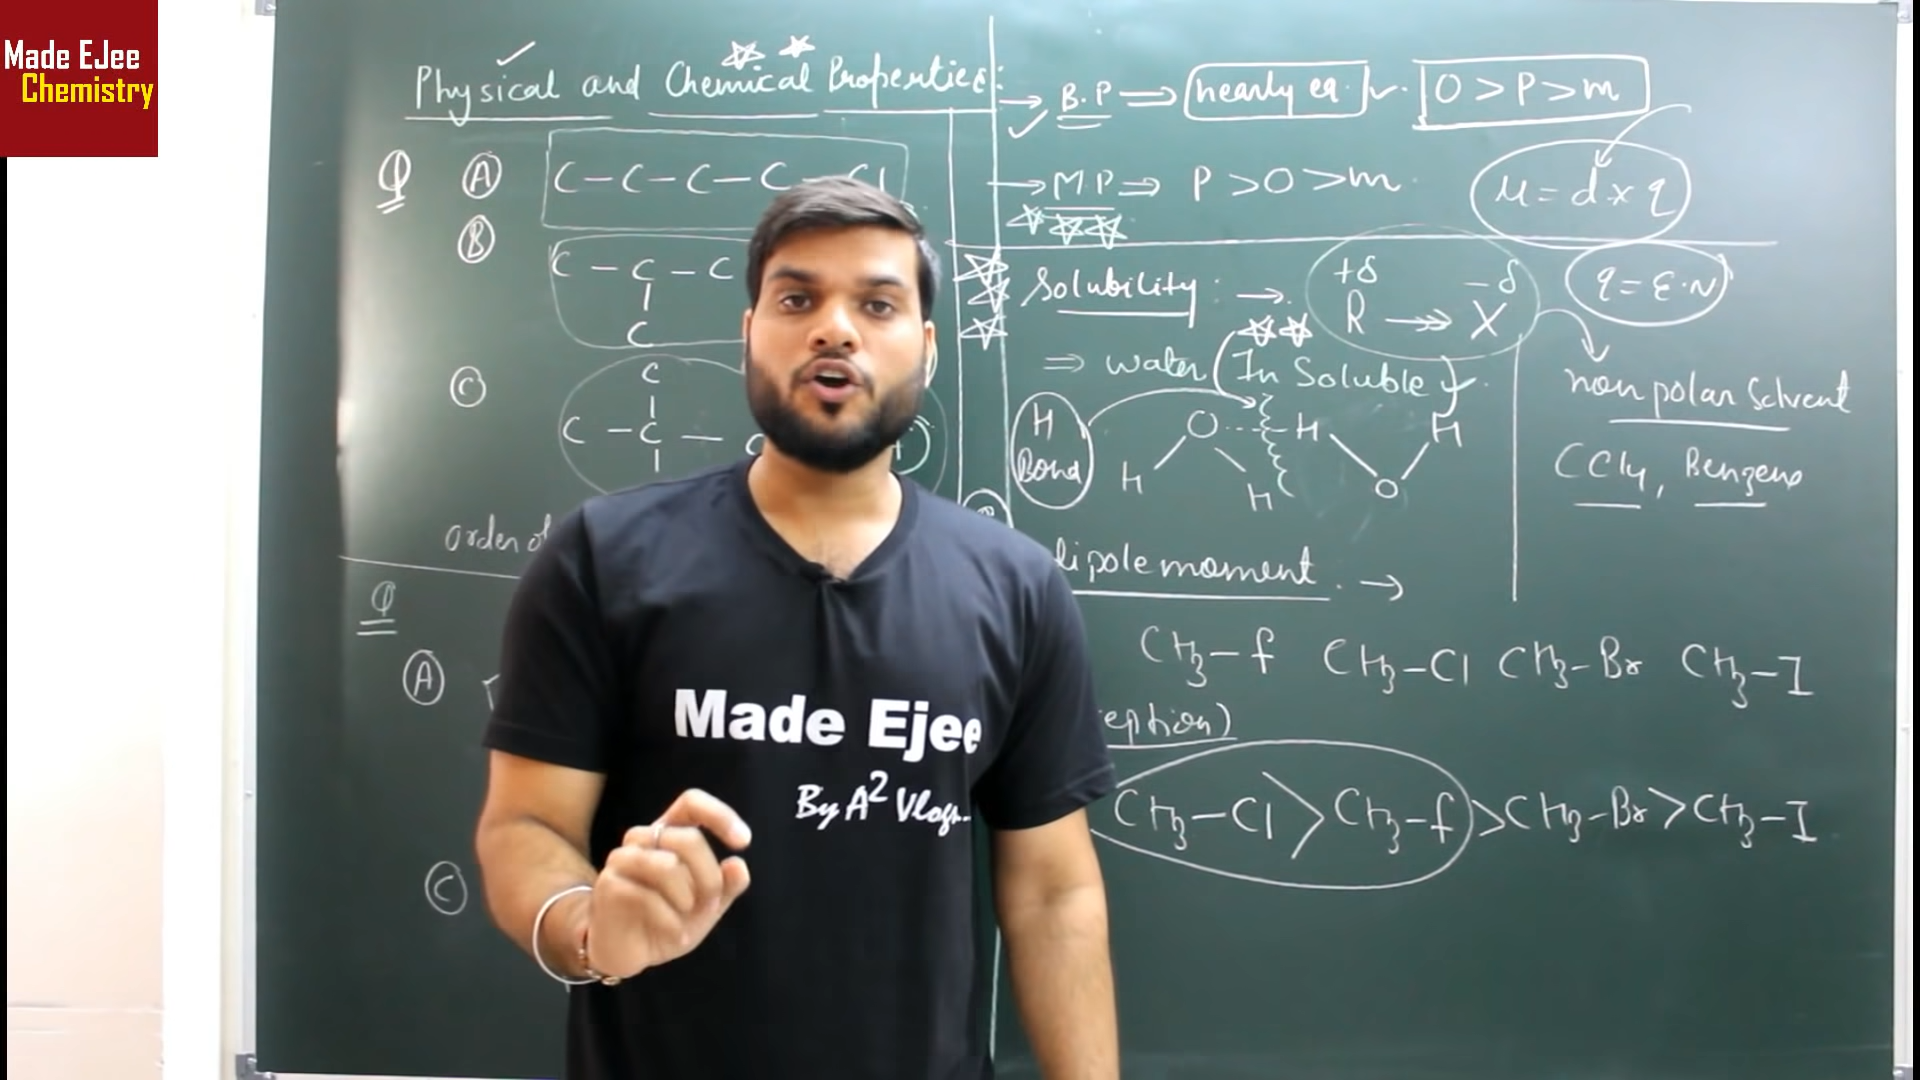 Made EJee
Chemistry
Physical and Chemical Properties:
Q
A
C – C – C – C – Cl
B
C – C – C
C
C
C
C – C –
order of
Q
A
C
→ B.P ⇒ nearly eq. O > P > m
→ M.P ⇒ P > O > m
μ = d x q
Solubility : →
+δ -δ
R →» X
q = E.N
⇒ water (In Soluble)
H
Bond
O H H
H H O
non polar Solvent
CCl4, Benzene
dipole moment. →
CH3–f CH3–Cl CH3–Br CH3–I
eption)
CH3–Cl > CH3–f > CH3–Br > CH3–I
Made Ejee
By A² Vlogs..